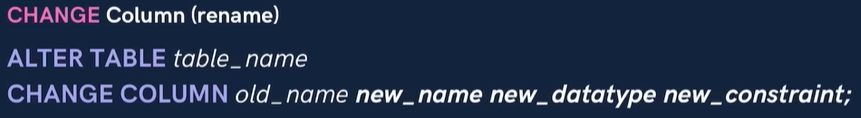 CHANGE Column (rename)
ALTER TABLE table_name
CHANGE COLUMN old_name new_name new_datatype new_constraint;